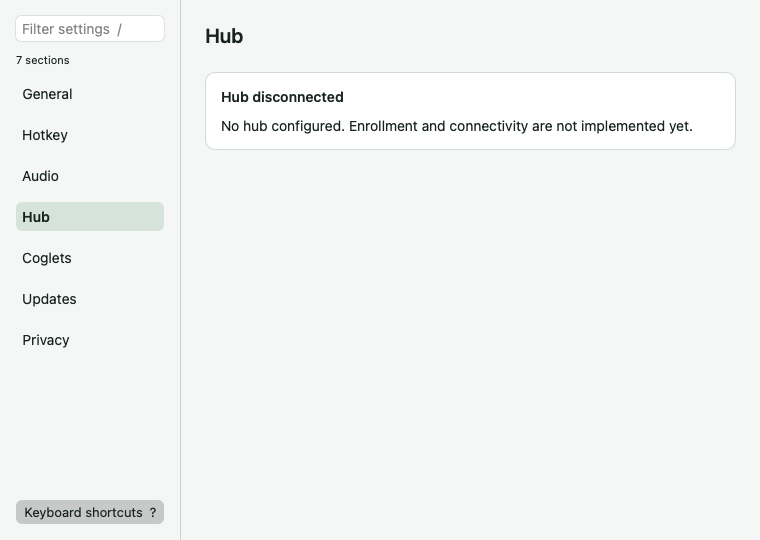 Filter settings /
7 sections
General
Hotkey
Audio
Hub
Coglets
Updates
Privacy
Keyboard shortcuts ?
Hub
Hub disconnected
No hub configured. Enrollment and connectivity are not implemented yet.